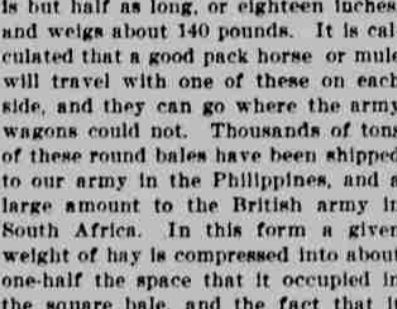 is but half as long, or eighteen inches
and weigs about 140 pounds. It is cal-
culated that a good pack horse or mule
will travel with one of these on each
side, and they can go where the army
wagons could not. Thousands of tons
of these round bales have been shipped
to our army in the Philippines, and a
large amount to the British army in
South Africa. In this form a given
weight of hay is compressed into about
one-half the space that it occupied in
the square bale, and the fact that it